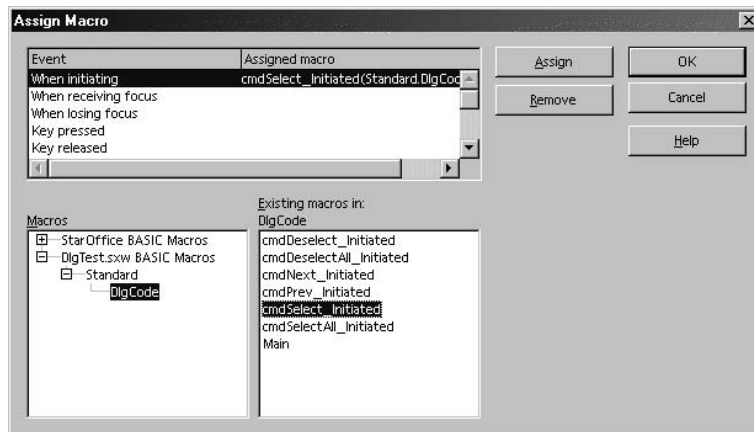 Assign Macro
Event Assigned macro
When initiating cmdSelect_Initiated(Standard.DlgCod
When receiving focus
When losing focus
Key pressed
Key released
Assign
Remove
OK
Cancel
Help
Macros
StarOffice BASIC Macros
DlgTest.sxw BASIC Macros
Standard
DlgCode
Existing macros in:
DlgCode
cmdDeselect_Initiated
cmdDeselectAll_Initiated
cmdNext_Initiated
cmdPrev_Initiated
cmdSelect_Initiated
cmdSelectAll_Initiated
Main